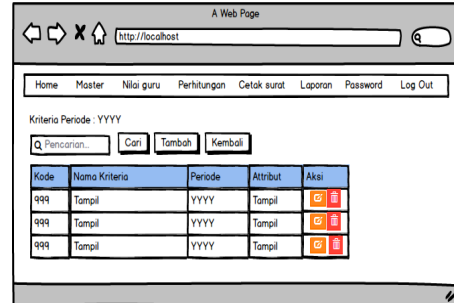 A Web Page
http://localhost
Home Master Nilai guru Perhitungan Cetak surat Laporan Password Log Out
Kriteria Periode : YYYY
Pencarian.. Cari Tambah Kembali
Kode Nama Kriteria Periode Attribut Aksi
999 Tampil YYYY Tampil
999 Tampil YYYY Tampil
999 Tampil YYYY Tampil